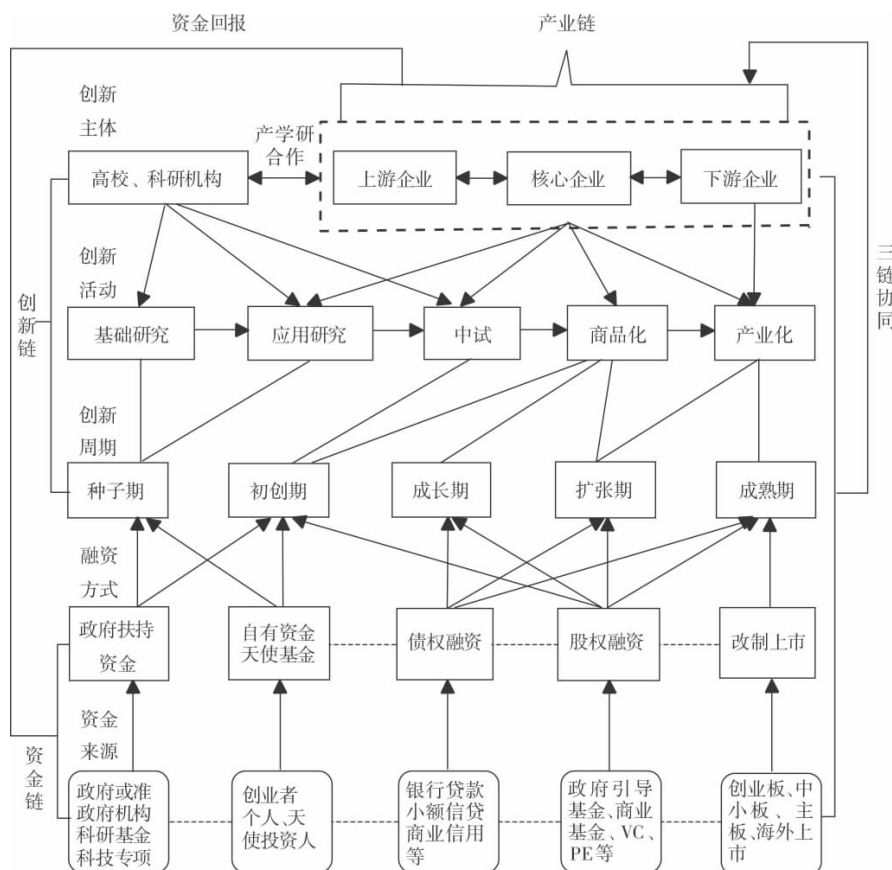 资金回报
产业链
创新
主体
产学研
合作
高校、科研机构
上游企业
核心企业
下游企业
创新
活动
创新链
三链协同
基础研究
应用研究
中试
商品化
产业化
创新
周期
种子期
初创期
成长期
扩张期
成熟期
融资
方式
政府扶持
资金
自有资金
天使基金
债权融资
股权融资
改制上市
资金
来源
资金链
政府或准
政府机构
科研基金
科技专项
创业者
个人、天
使投资人
银行贷款
小额信贷
商业信用
等
政府引导
基金、商业
基金、VC、
PE等
创业板、中
小板、主
板、海外上
市